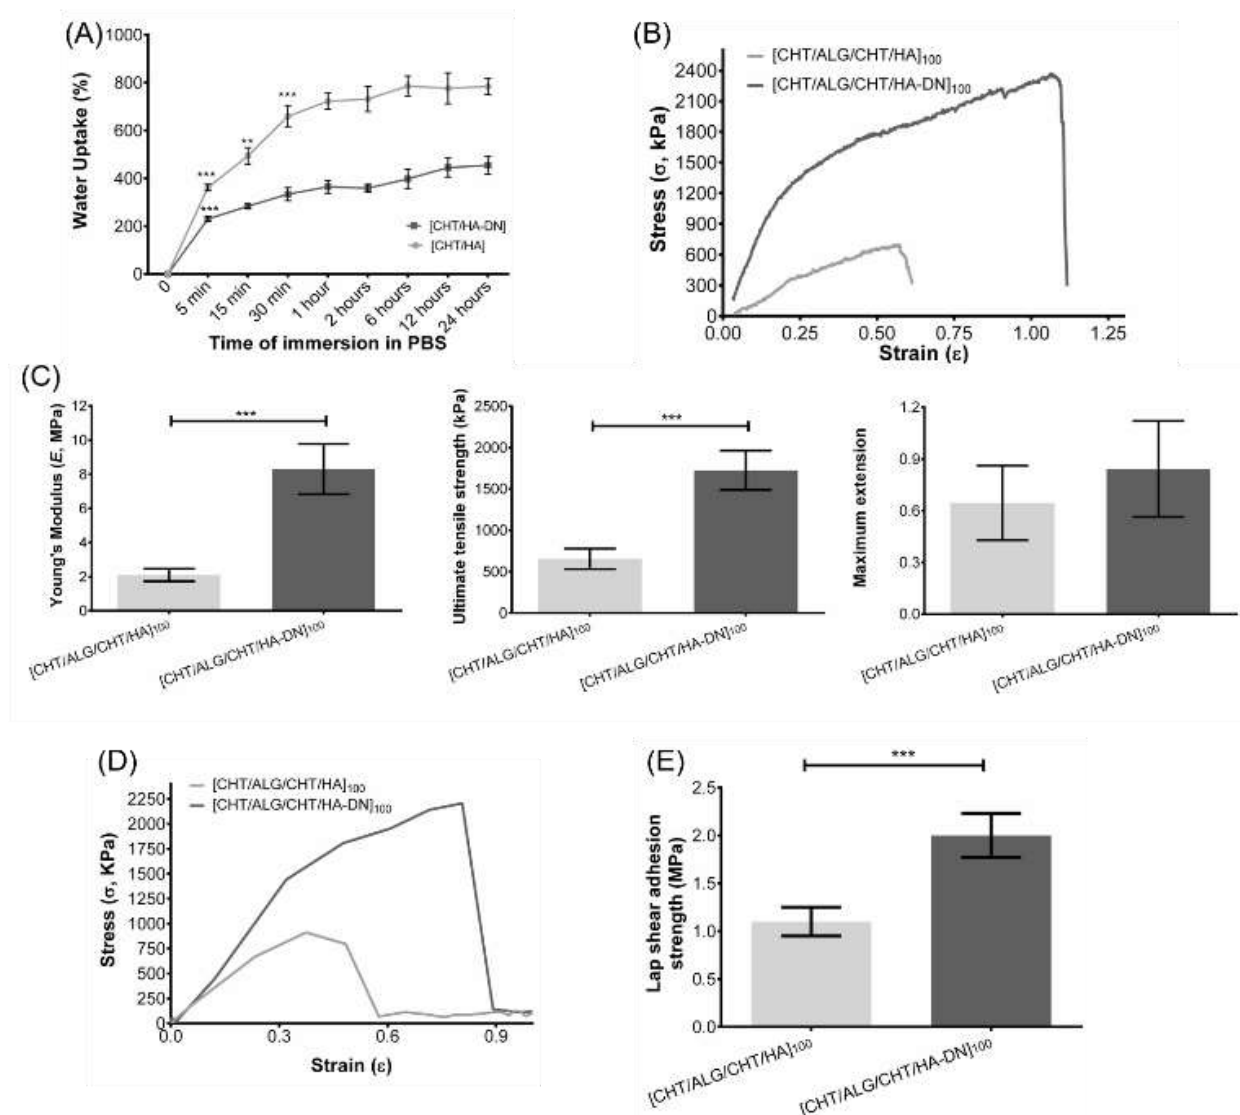 (A)
Water Uptake (%)
1000
800
600
400
200
0
***
***
**
***
[CHT/HA-DN]
[CHT/HA]
0
5 min
15 min
30 min
1 hour
2 hours
6 hours
12 hours
24 hours
Time of immersion in PBS
(B)
[CHT/ALG/CHT/HA]100
[CHT/ALG/CHT/HA-DN]100
Stress (σ, kPa)
2400
2100
1800
1500
1200
900
600
300
0
0.00
0.25
0.50
0.75
1.00
1.25
Strain (ε)
(C)
Young's Modulus (E, MPa)
12
10
8
6
4
2
0
***
[CHT/ALG/CHT/HA]100
[CHT/ALG/CHT/HA-DN]100
Ultimate tensile strength (kPa)
2500
2000
1500
1000
500
0
***
[CHT/ALG/CHT/HA]100
[CHT/ALG/CHT/HA-DN]100
Maximum extension
1.2
0.9
0.6
0.3
0.0
[CHT/ALG/CHT/HA]100
[CHT/ALG/CHT/HA-DN]100
(D)
[CHT/ALG/CHT/HA]100
[CHT/ALG/CHT/HA-DN]100
Stress (σ, KPa)
2250
2000
1750
1500
1250
1000
750
500
250
0
0.0
0.3
0.6
0.9
Strain (ε)
(E)
***
Lap shear adhesion
strength (MPa)
2.5
2.0
1.5
1.0
0.5
0.0
[CHT/ALG/CHT/HA]100
[CHT/ALG/CHT/HA-DN]100